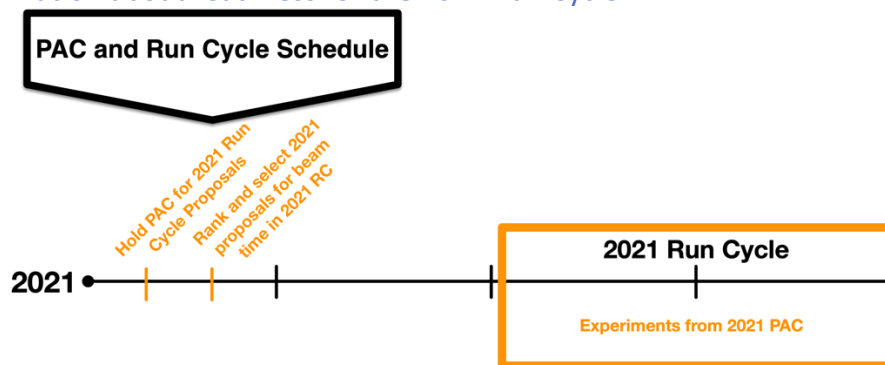 PAC and Run Cycle Schedule
Hold PAC for 2021 Run
Cycle Proposals
Rank and select 2021
proposals for beam
time in 2021 RC
2021
2021 Run Cycle
Experiments from 2021 PAC